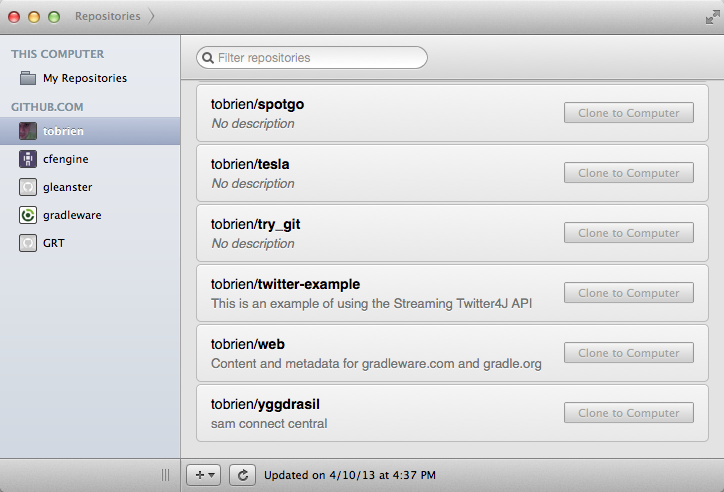 Repositories
THIS COMPUTER
My Repositories
GITHUB.COM
tobrien
cfengine
gleanster
gradleware
GRT
Filter repositories
tobrien/spotgo
No description
Clone to Computer
tobrien/tesla
No description
Clone to Computer
tobrien/try_git
No description
Clone to Computer
tobrien/twitter-example
This is an example of using the Streaming Twitter4J API
Clone to Computer
tobrien/web
Content and metadata for gradleware.com and gradle.org
Clone to Computer
tobrien/yggdrasil
sam connect central
Clone to Computer
Updated on 4/10/13 at 4:37 PM